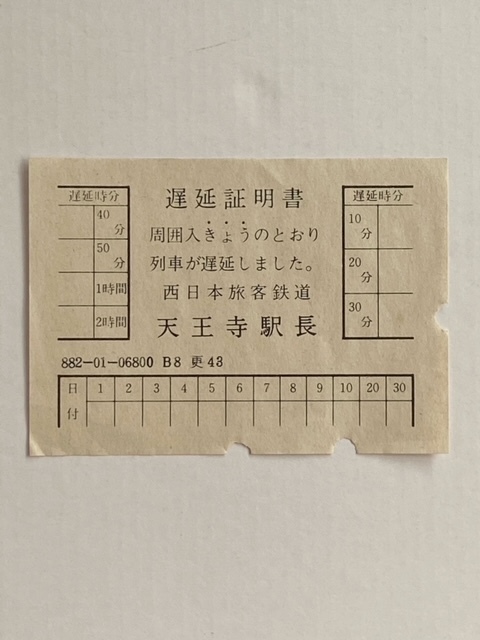 遅延証明書
周囲入きょうのとおり
列車が遅延しました。
西日本旅客鉄道
天王寺駅長
遅延時分
40分
50分
1時間
2時間
遅延時分
10分
20分
30分
882-01-06800 B8 更43
日付 1 2 3 4 5 6 7 8 9 10 20 30